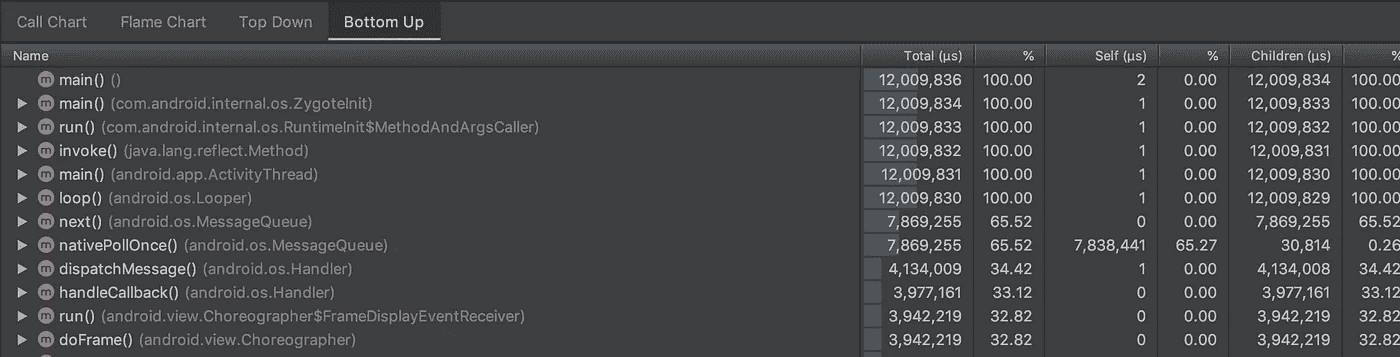 Call Chart Flame Chart Top Down Bottom Up
Name Total (μs) % Self (μs) % Children (μs) %
m main() () 12,009,836 100.00 2 0.00 12,009,834 100.00
m main() (com.android.internal.os.ZygoteInit) 12,009,834 100.00 1 0.00 12,009,833 100.00
m run() (com.android.internal.os.RuntimeInit$MethodAndArgsCaller) 12,009,833 100.00 1 0.00 12,009,832 100.00
m invoke() (java.lang.reflect.Method) 12,009,832 100.00 1 0.00 12,009,831 100.00
m main() (android.app.ActivityThread) 12,009,831 100.00 1 0.00 12,009,830 100.00
m loop() (android.os.Looper) 12,009,830 100.00 1 0.00 12,009,829 100.00
m next() (android.os.MessageQueue) 7,869,255 65.52 0 0.00 7,869,255 65.52
m nativePollOnce() (android.os.MessageQueue) 7,869,255 65.52 7,838,441 65.27 30,814 0.26
m dispatchMessage() (android.os.Handler) 4,134,009 34.42 1 0.00 4,134,008 34.42
m handleCallback() (android.os.Handler) 3,977,161 33.12 0 0.00 3,977,161 33.12
m run() (android.view.Choreographer$FrameDisplayEventReceiver) 3,942,219 32.82 0 0.00 3,942,219 32.82
m doFrame() (android.view.Choreographer) 3,942,219 32.82 0 0.00 3,942,219 32.82